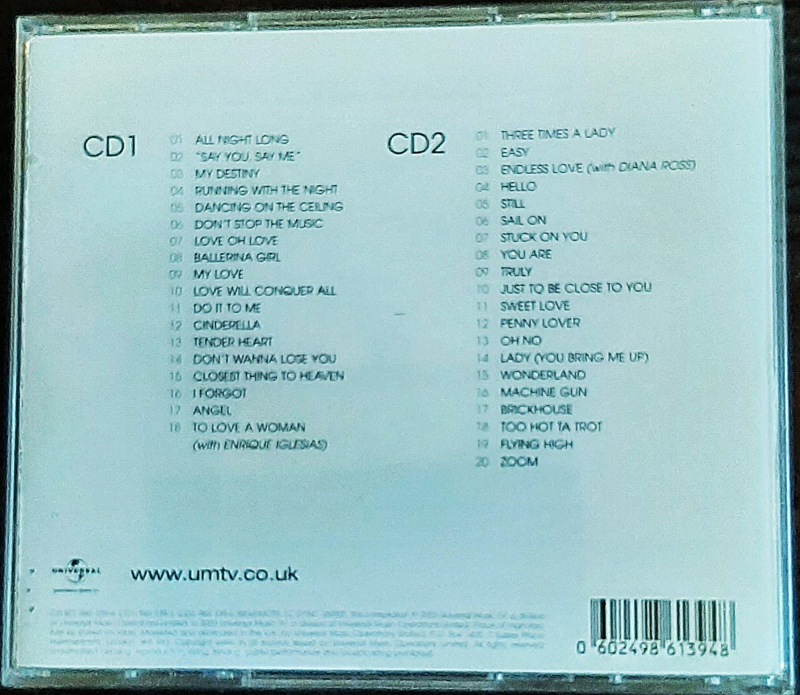 CD1
01 ALL NIGHT LONG
02 "SAY YOU, SAY ME"
03 MY DESTINY
04 RUNNING WITH THE NIGHT
05 DANCING ON THE CEILING
06 DON'T STOP THE MUSIC
07 LOVE OH LOVE
08 BALLERINA GIRL
09 MY LOVE
10 LOVE WILL CONQUER ALL
11 DO IT TO ME
12 CINDERELLA
13 TENDER HEART
14 DON'T WANNA LOSE YOU
15 CLOSEST THING TO HEAVEN
16 I FORGOT
17 ANGEL
18 TO LOVE A WOMAN
(with ENRIQUE IGLESIAS)
CD2
01 THREE TIMES A LADY
02 EASY
03 ENDLESS LOVE (with DIANA ROSS)
04 HELLO
05 STILL
06 SAIL ON
07 STUCK ON YOU
08 YOU ARE
09 TRULY
10 JUST TO BE CLOSE TO YOU
11 SWEET LOVE
12 PENNY LOVER
13 OH NO
14 LADY (YOU BRING ME UP)
15 WONDERLAND
16 MACHINE GUN
17 BRICKHOUSE
18 TOO HOT TA TROT
19 FLYING HIGH
20 ZOOM
UNIVERSAL
www.umtv.co.uk
0 602498 613948